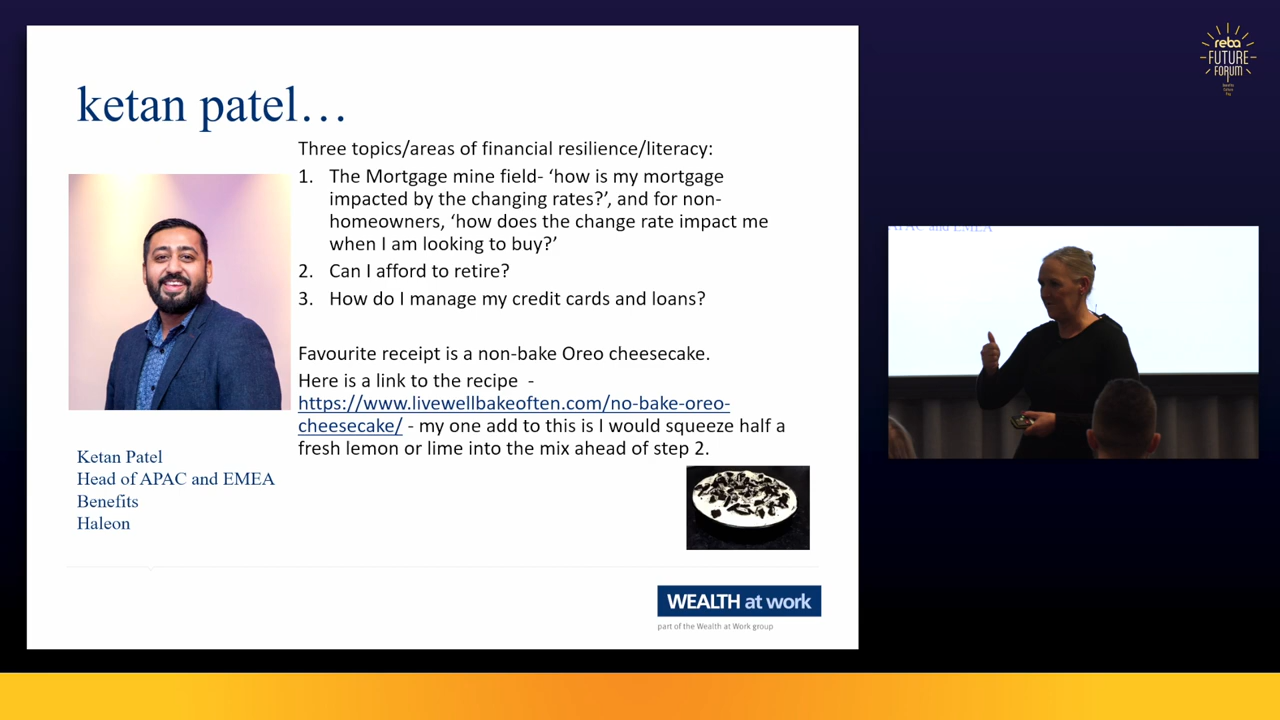 ketan patel…
Three topics/areas of financial resilience/literacy:
1. The Mortgage mine field- ‘how is my mortgage
impacted by the changing rates?’, and for non-
homeowners, ‘how does the change rate impact me
when I am looking to buy?’
2. Can I afford to retire?
3. How do I manage my credit cards and loans?
Favourite receipt is a non-bake Oreo cheesecake.
Here is a link to the recipe -
https://www.livewellbakeoften.com/no-bake-oreo-
cheesecake/ - my one add to this is I would squeeze half a
fresh lemon or lime into the mix ahead of step 2.
Ketan Patel
Head of APAC and EMEA
Benefits
Haleon
WEALTH at work
part of the Wealth at Work group
reba
FUTURE
FORUM
APAC and EMEA